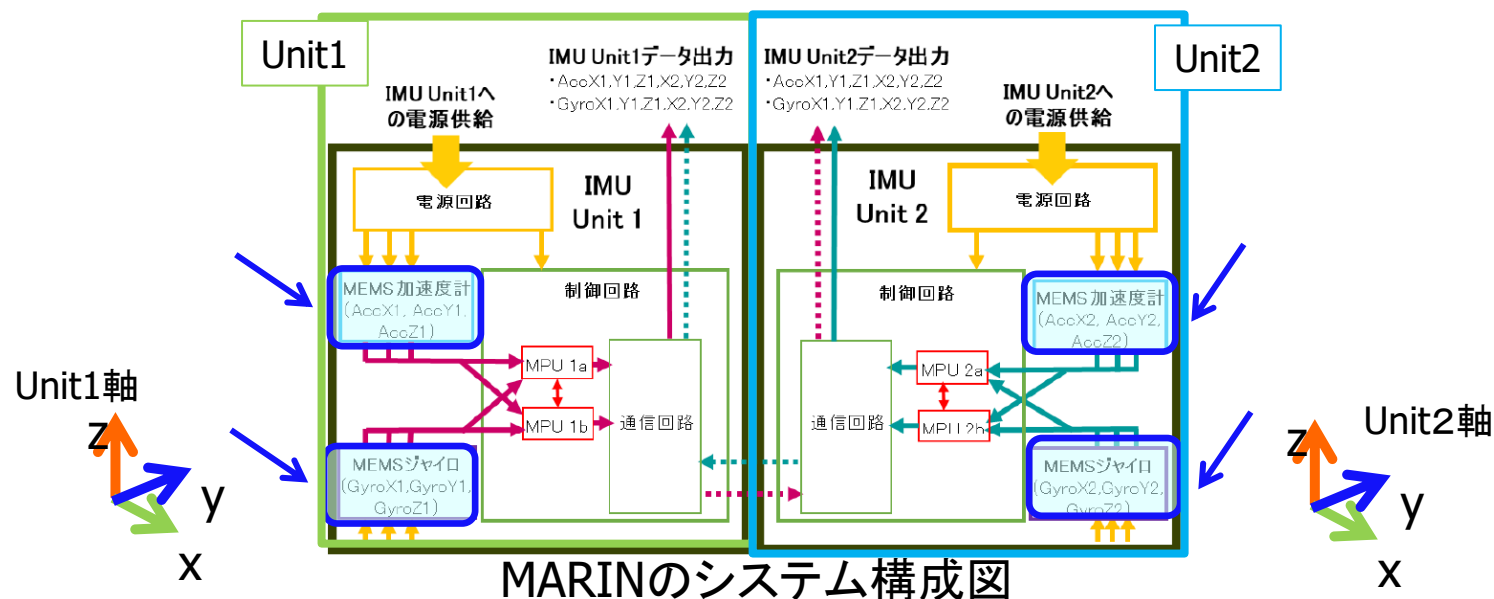 Unit1
Unit2
IMU Unit1データ出力
・AccX1,Y1,Z1,X2,Y2,Z2
・GyroX1,Y1,Z1,X2,Y2,Z2
IMU Unit2データ出力
・AccX1,Y1,Z1,X2,Y2,Z2
・GyroX1,Y1,Z1,X2,Y2,Z2
IMU Unit1へ
の電源供給
IMU Unit2へ
の電源供給
電源回路
IMU
Unit 1
IMU
Unit 2
電源回路
MEMS加速度計
(AccX1, AccY1,
AccZ1)
制御回路
制御回路
MEMS加速度計
(AccX2, AccY2,
AccZ2)
MPU 1a
MPU 1b
通信回路
通信回路
MPU 2a
MPU 2b
MEMSジャイロ
(GyroX1,GyroY1,
GyroZ1)
MEMSジャイロ
(GyroX2,GyroY2,
GyroZ2)
Unit1軸
z
y
x
Unit2軸
z
y
x
MARINのシステム構成図